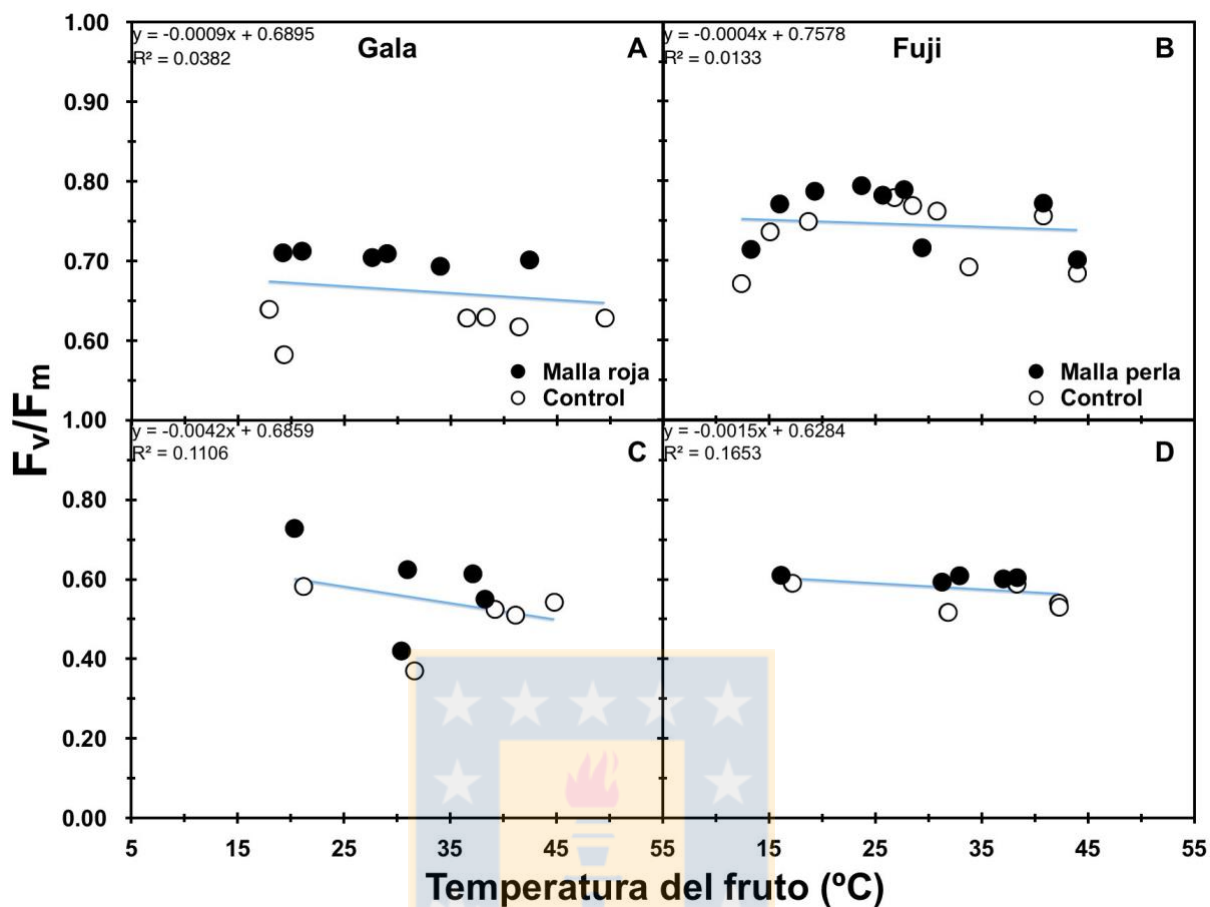 y = -0.0009x + 0.6895
R² = 0.0382
Gala
A
y = -0.0004x + 0.7578
R² = 0.0133
Fuji
B
1.00
0.90
0.80
0.70
0.60
Malla roja
Control
Malla perla
Control
Fv/Fm
1.00
0.80
0.60
0.40
0.20
0.00
y = -0.0042x + 0.6859
R² = 0.1106
C
y = -0.0015x + 0.6284
R² = 0.1653
D
5 15 25 35 45 55 15 25 35 45 55
Temperatura del fruto (ºC)